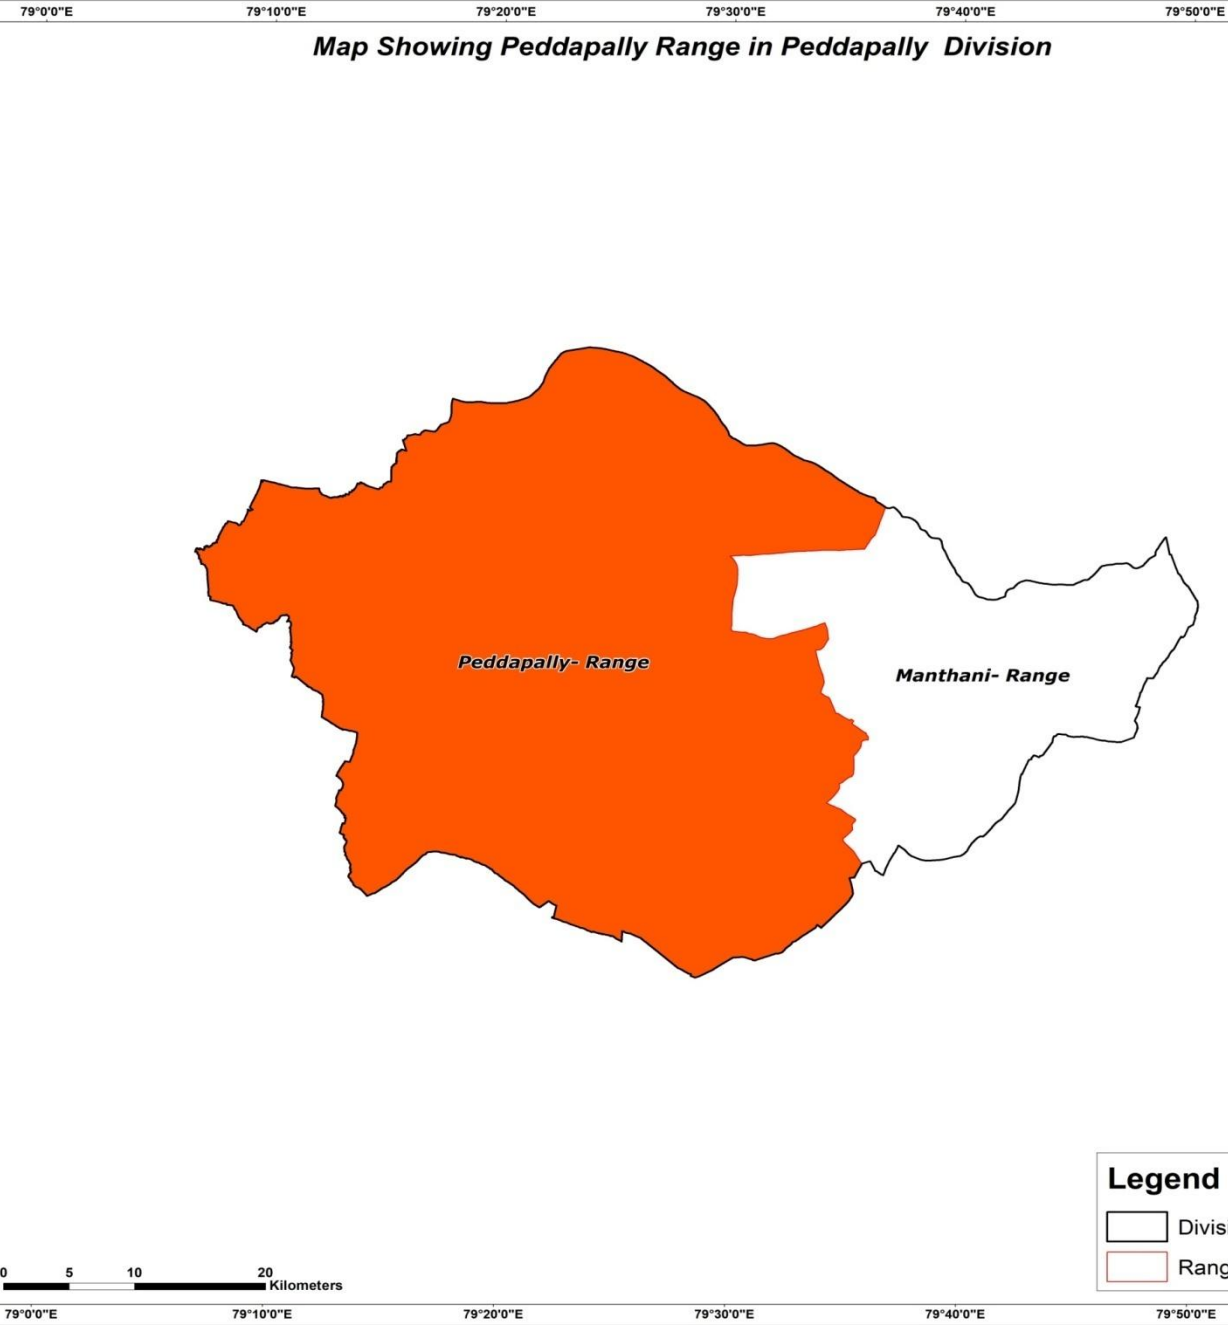 79°0'0"E 79°10'0"E 79°20'0"E 79°30'0"E 79°40'0"E 79°50'0"E
Map Showing Peddapally Range in Peddapally Division
Peddapally- Range
Manthani- Range
Legend
Divisi
Rang
0 5 10 20
Kilometers
79°0'0"E 79°10'0"E 79°20'0"E 79°30'0"E 79°40'0"E 79°50'0"E